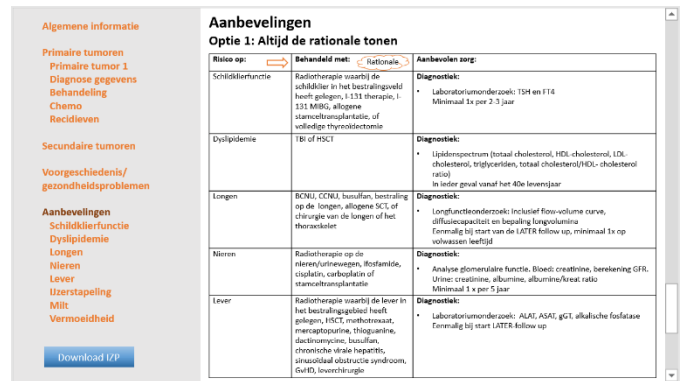 Algemene informatie
Primaire tumoren
Primaire tumor 1
Diagnose gegevens
Behandeling
Chemo
Recidieven
Secundaire tumoren
Voorgeschiedenis/
gezondheidsproblemen
Aanbevelingen
Schildklierfunctie
Dyslipidemie
Longen
Nieren
Lever
IJzerstapeling
Milt
Vermoeidheid
Download IZP
Aanbevelingen
Optie 1: Altijd de rationale tonen
Risico op:
Behandeld met:
Rationale
Aanbevolen zorg:
Schildklierfunctie
Radiotherapie waarbij de
schildklier in het bestralingsveld
heeft gelegen, I-131 therapie, I-
131 MIBG, allogene
stamceltransplantatie, of
volledige thyreoïdectomie
Diagnostiek:
• Laboratoriumonderzoek: TSH en FT4
Minimaal 1x per 2-3 jaar
Dyslipidemie
TBI of HSCT
Diagnostiek:
• Lipidenspectrum (totaal cholesterol, HDL-cholesterol, LDL-
cholesterol, triglyceriden, totaal cholesterol/HDL- cholesterol
ratio)
In ieder geval vanaf het 40e levensjaar
Longen
BCNU, CCNU, busulfan, bestraling
op de longen, allogene SCT, of
chirurgie van de longen of het
thoraxskelet
Diagnostiek:
• Longfunctieonderzoek: inclusief flow-volume curve,
diffusiecapaciteit en bepaling longvolumina
Eenmalig bij start van de LATER follow up, minimaal 1x op
volwassen leeftijd
Nieren
Radiotherapie op de
nieren/urinewegen, ifosfamide,
cisplatin, carboplatin of
stamceltransplantatie
Diagnostiek:
• Analyse glomerulaire functie. Bloed: creatinine, berekening GFR.
Urine: creatinine, albumine, albumine/kreat ratio
Minimaal 1 x per 5 jaar
Lever
Radiotherapie waarbij de lever in
het bestralingsgebied heeft
gelegen, HSCT, methotrexaat,
mercaptopurine, thioguanine,
dactinomycine, busulfan,
chronische virale hepatitis,
sinusoïdaal obstructie syndroom,
GvHD, leverchirurgie
Diagnostiek:
• Laboratoriumonderzoek: ALAT, ASAT, gGT, alkalische fosfatase
Eenmalig bij start LATER-follow up